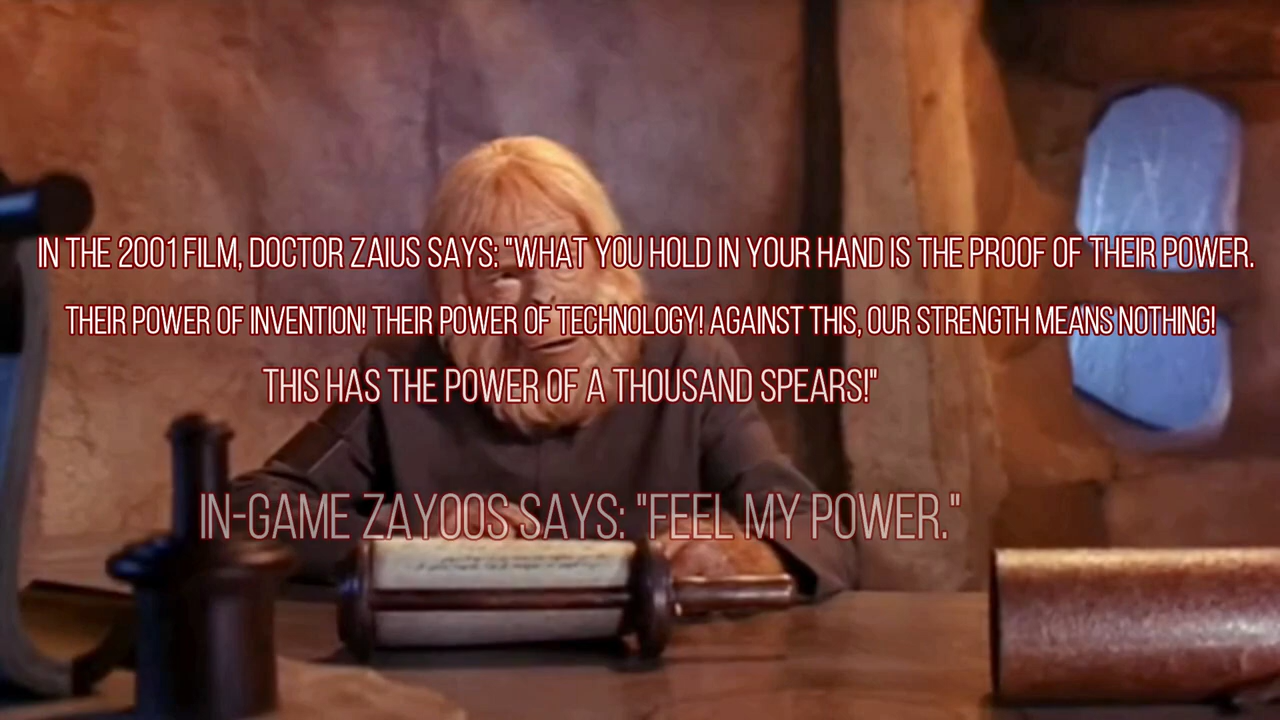 IN THE 2001 FILM, DOCTOR ZAIUS SAYS: "WHAT YOU HOLD IN YOUR HAND IS THE PROOF OF THEIR POWER.
THEIR POWER OF INVENTION! THEIR POWER OF TECHNOLOGY! AGAINST THIS, OUR STRENGTH MEANS NOTHING!
THIS HAS THE POWER OF A THOUSAND SPEARS!"
IN-GAME ZAYOOS SAYS: "FEEL MY POWER."